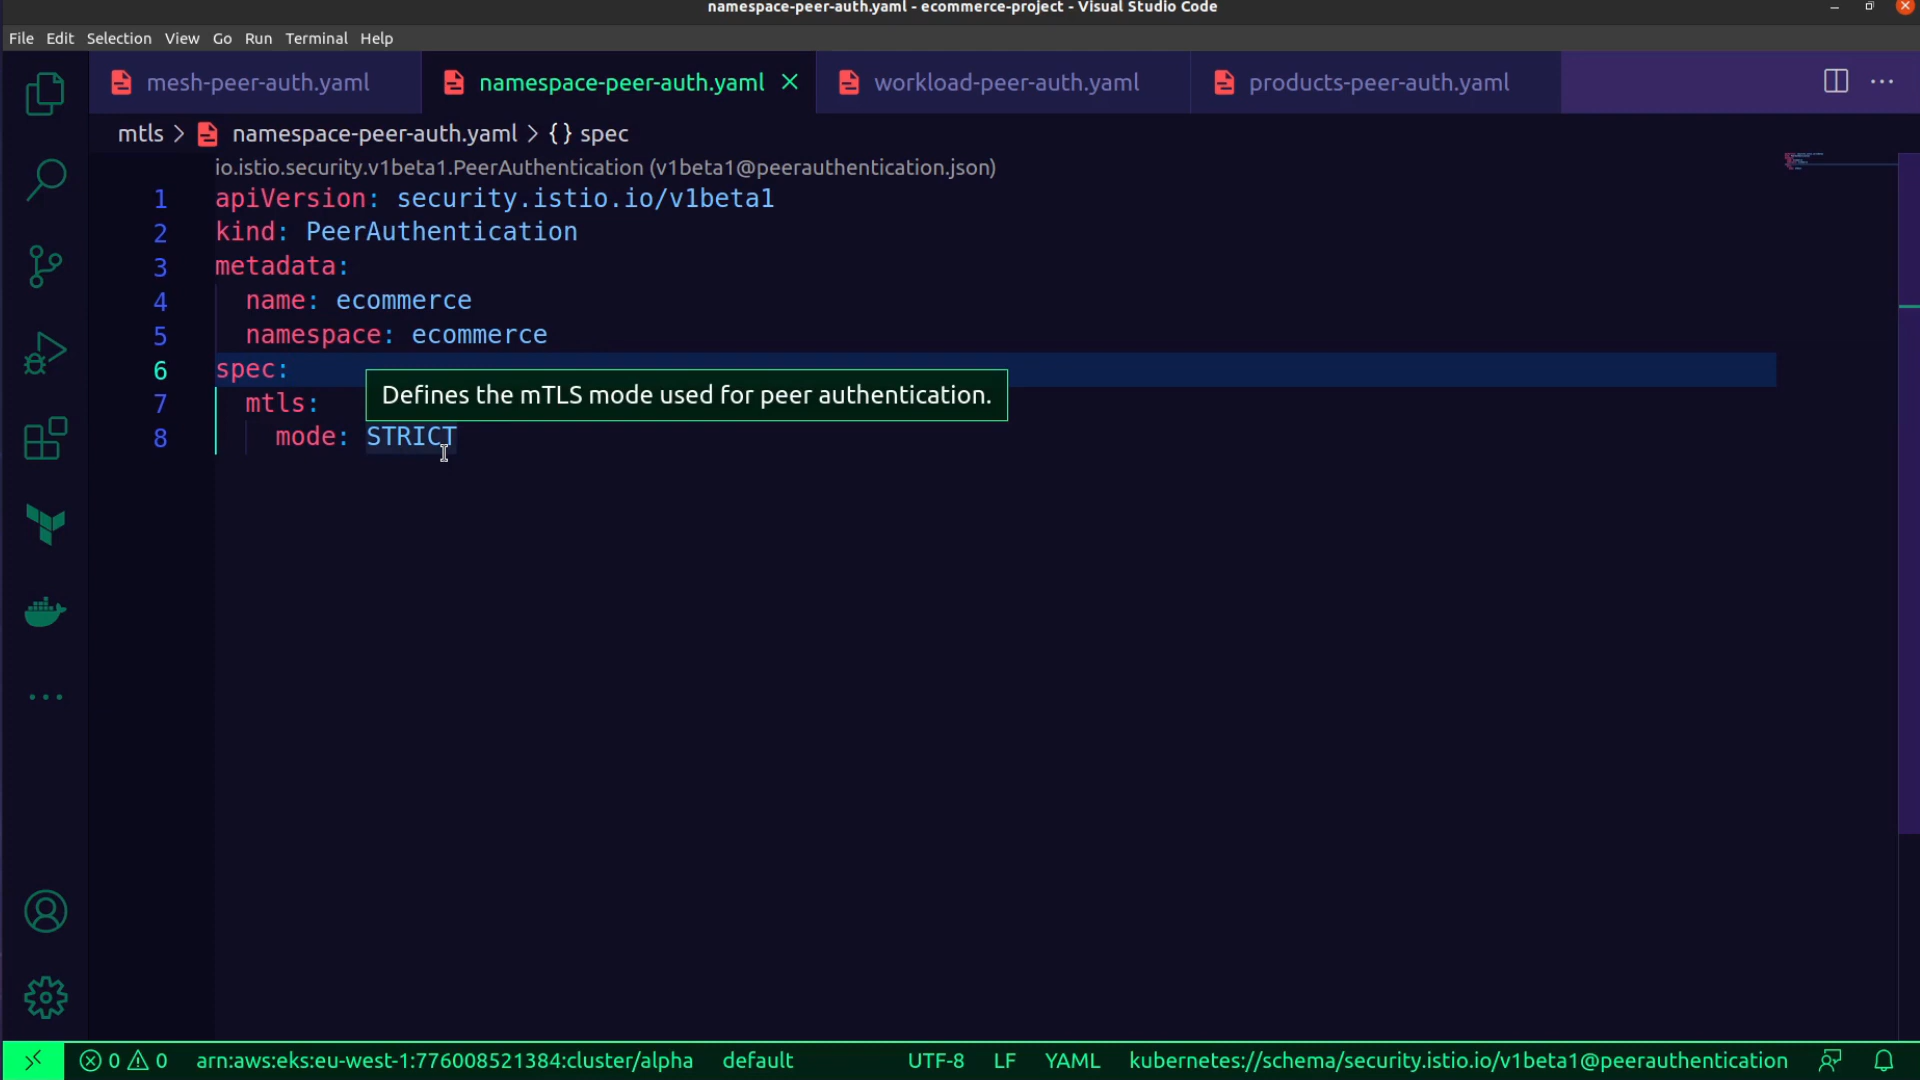 namespace-peer-auth.yaml - ecommerce-project - Visual Studio Code
File Edit Selection View Go Run Terminal Help
mesh-peer-auth.yaml namespace-peer-auth.yaml workload-peer-auth.yaml products-peer-auth.yaml
mtls > namespace-peer-auth.yaml > {} spec
io.istio.security.v1beta1.PeerAuthentication (v1beta1@peerauthentication.json)
1 apiVersion: security.istio.io/v1beta1
2 kind: PeerAuthentication
3 metadata:
4 name: ecommerce
5 namespace: ecommerce
6 spec:
Defines the mTLS mode used for peer authentication.
7 mtls:
8 mode: STRICT
0 0 arn:aws:eks:eu-west-1:776008521384:cluster/alpha default UTF-8 LF YAML kubernetes://schema/security.istio.io/v1beta1@peerauthentication